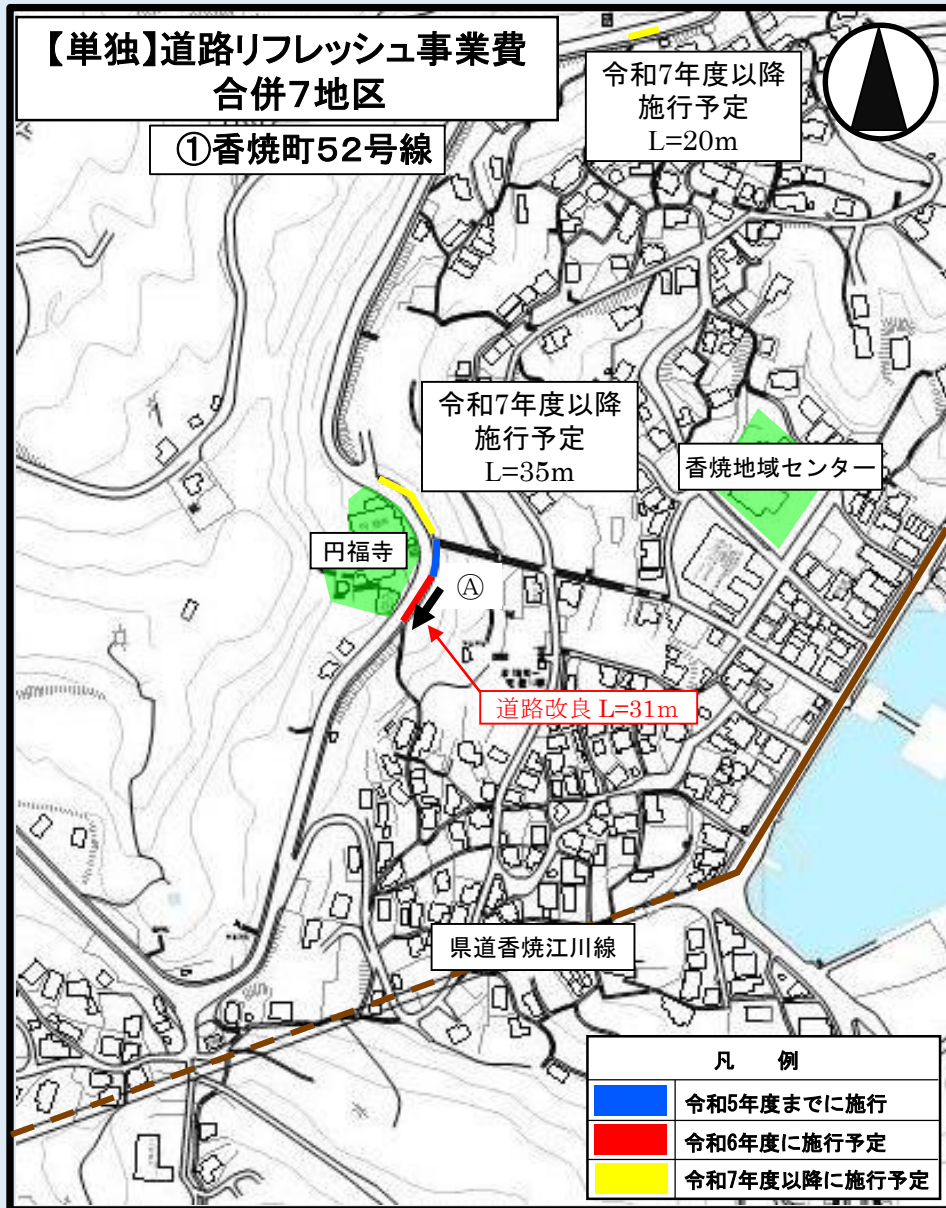 【単独】道路リフレッシュ事業費
合併7地区
①香焼町52号線
令和7年度以降
施行予定
L=20m
令和7年度以降
施行予定
L=35m
香焼地域センター
円福寺
Ⓐ
道路改良 L=31m
県道香焼江川線
凡 例
令和5年度までに施行
令和6年度に施行予定
令和7年度以降に施行予定